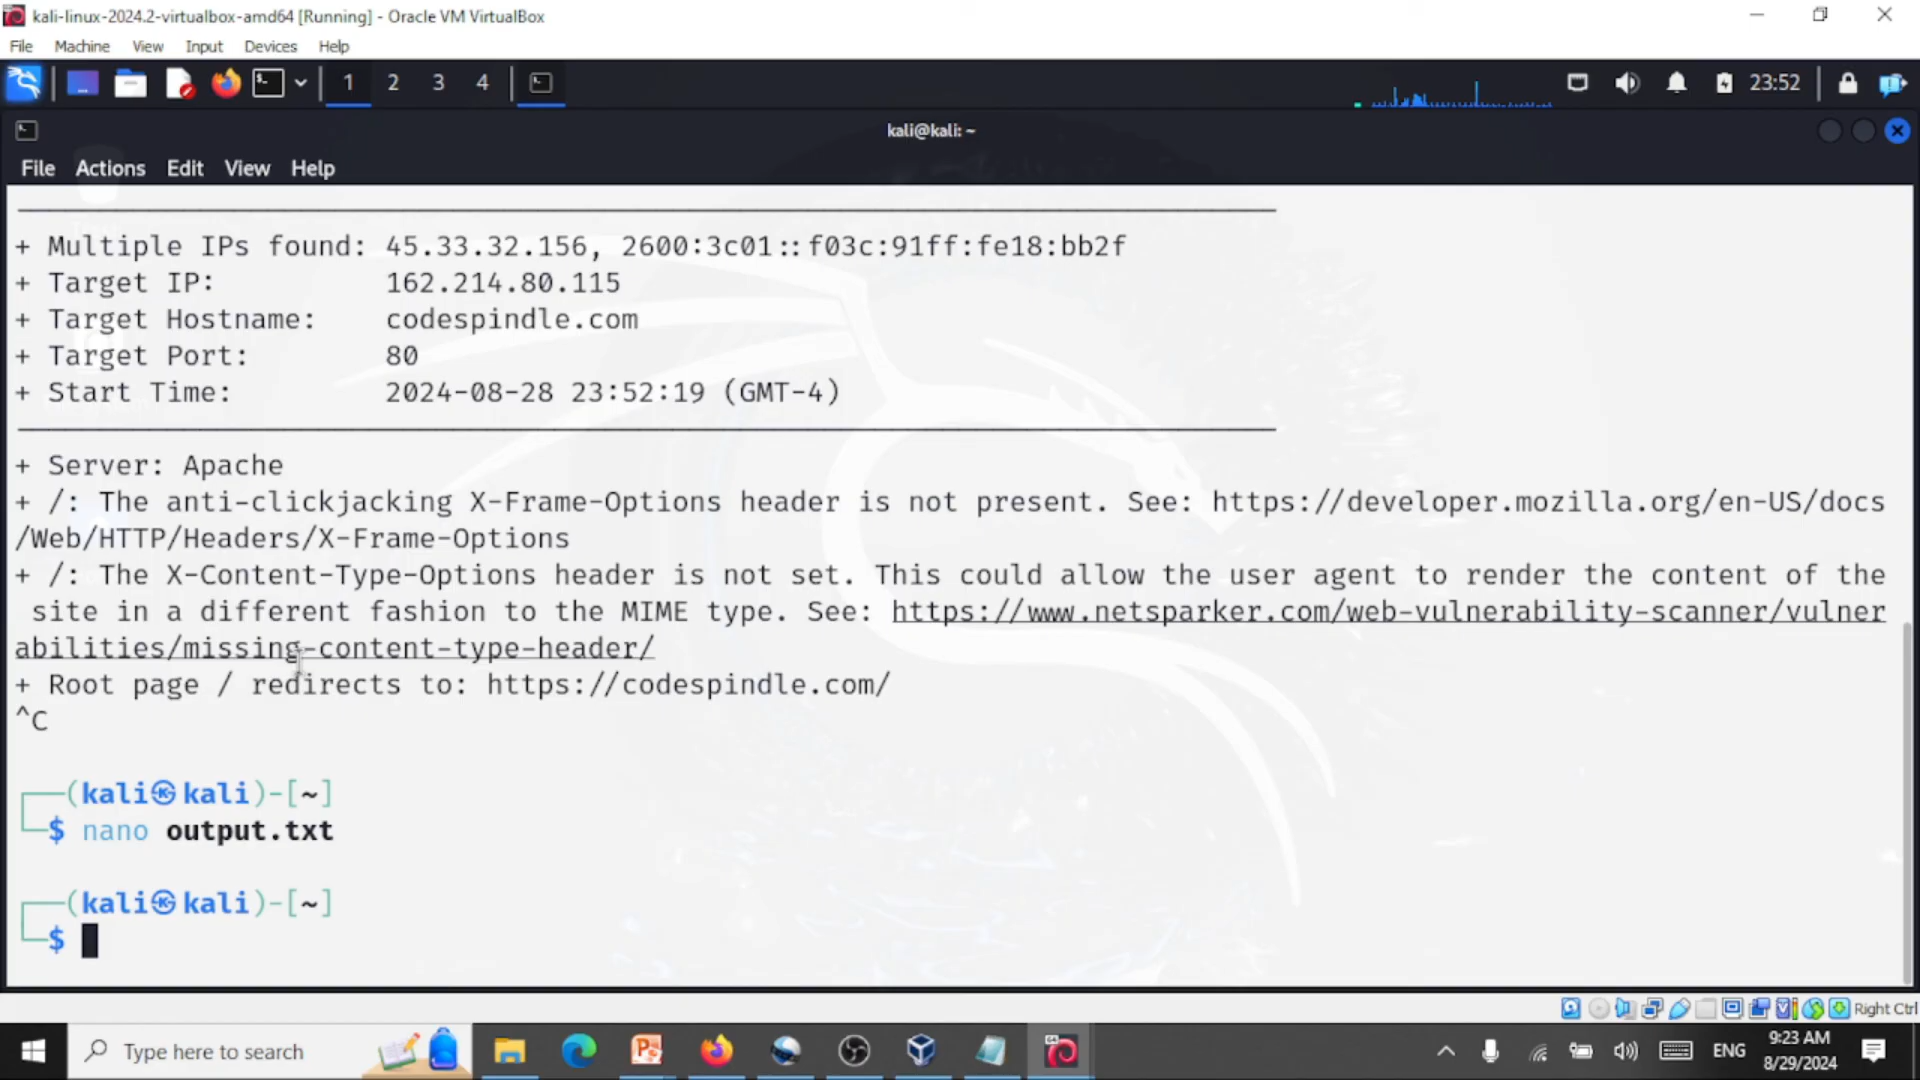 kali-linux-2024.2-virtualbox-amd64 [Running] - Oracle VM VirtualBox
File Machine View Input Devices Help
1 2 3 4 23:52
kali@kali: ~
File Actions Edit View Help
+ Multiple IPs found: 45.33.32.156, 2600:3c01::f03c:91ff:fe18:bb2f
+ Target IP: 162.214.80.115
+ Target Hostname: codespindle.com
+ Target Port: 80
+ Start Time: 2024-08-28 23:52:19 (GMT-4)
+ Server: Apache
+ /: The anti-clickjacking X-Frame-Options header is not present. See: https://developer.mozilla.org/en-US/docs
/Web/HTTP/Headers/X-Frame-Options
+ /: The X-Content-Type-Options header is not set. This could allow the user agent to render the content of the
site in a different fashion to the MIME type. See: https://www.netsparker.com/web-vulnerability-scanner/vulner
abilities/missing-content-type-header/
+ Root page / redirects to: https://codespindle.com/
^C
(kali㉿kali)-[~]
$ nano output.txt
(kali㉿kali)-[~]
$
Right Ctrl
Type here to search
ENG
9:23 AM
8/29/2024